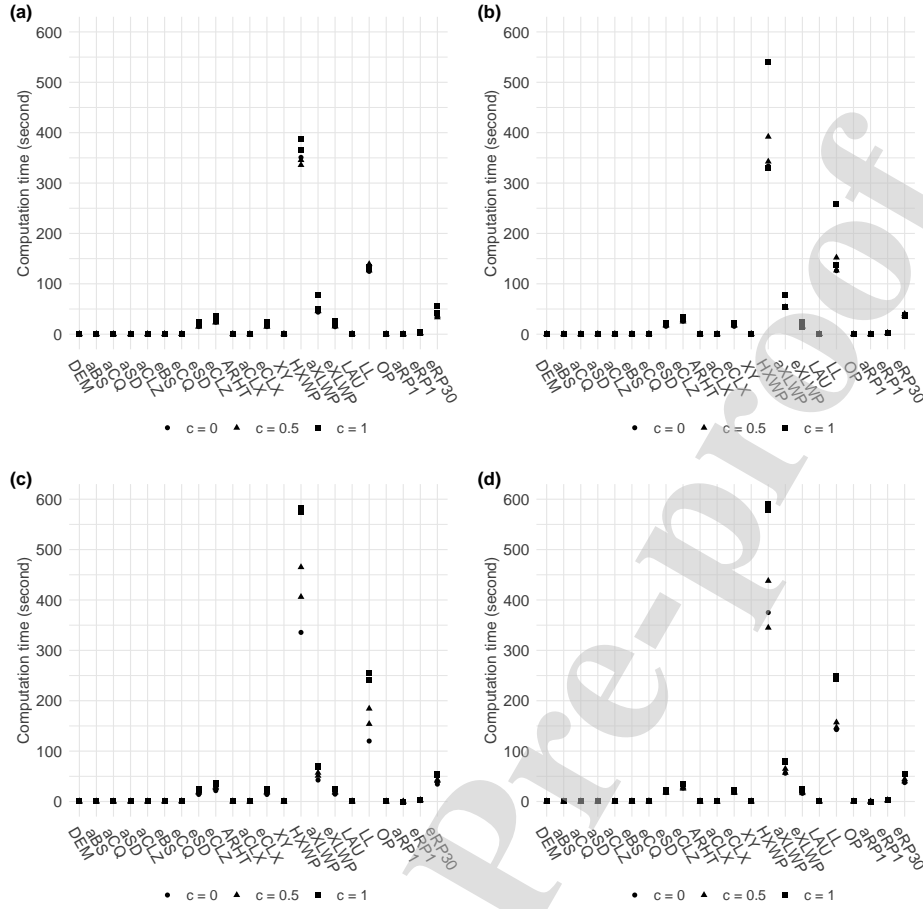 (a)
600
500
400
300
200
100
0
Computation time (second)
DEM
aBS
aCQ
aSD
aCLZ
eBS
eCQ
eSD
eCLZ
ARHT
aCLX
eCLX
XY
HXWP
aXLWP
eXLWP
LAU
LL
OP
aRP1
eRP1
eRP30
c = 0 c = 0.5 c = 1
(b)
600
500
400
300
200
100
0
Computation time (second)
DEM
aBS
aCQ
aSD
aCLZ
eBS
eCQ
eSD
eCLZ
ARHT
aCLX
eCLX
XY
HXWP
aXLWP
eXLWP
LAU
LL
OP
aRP1
eRP1
eRP30
c = 0 c = 0.5 c = 1
(c)
600
500
400
300
200
100
0
Computation time (second)
DEM
aBS
aCQ
aSD
aCLZ
eBS
eCQ
eSD
eCLZ
ARHT
aCLX
eCLX
XY
HXWP
aXLWP
eXLWP
LAU
LL
OP
aRP1
eRP1
eRP30
c = 0 c = 0.5 c = 1
(d)
600
500
400
300
200
100
0
Computation time (second)
DEM
aBS
aCQ
aSD
aCLZ
eBS
eCQ
eSD
eCLZ
ARHT
aCLX
eCLX
XY
HXWP
aXLWP
eXLWP
LAU
LL
OP
aRP1
eRP1
eRP30
c = 0 c = 0.5 c = 1
Pre-proof